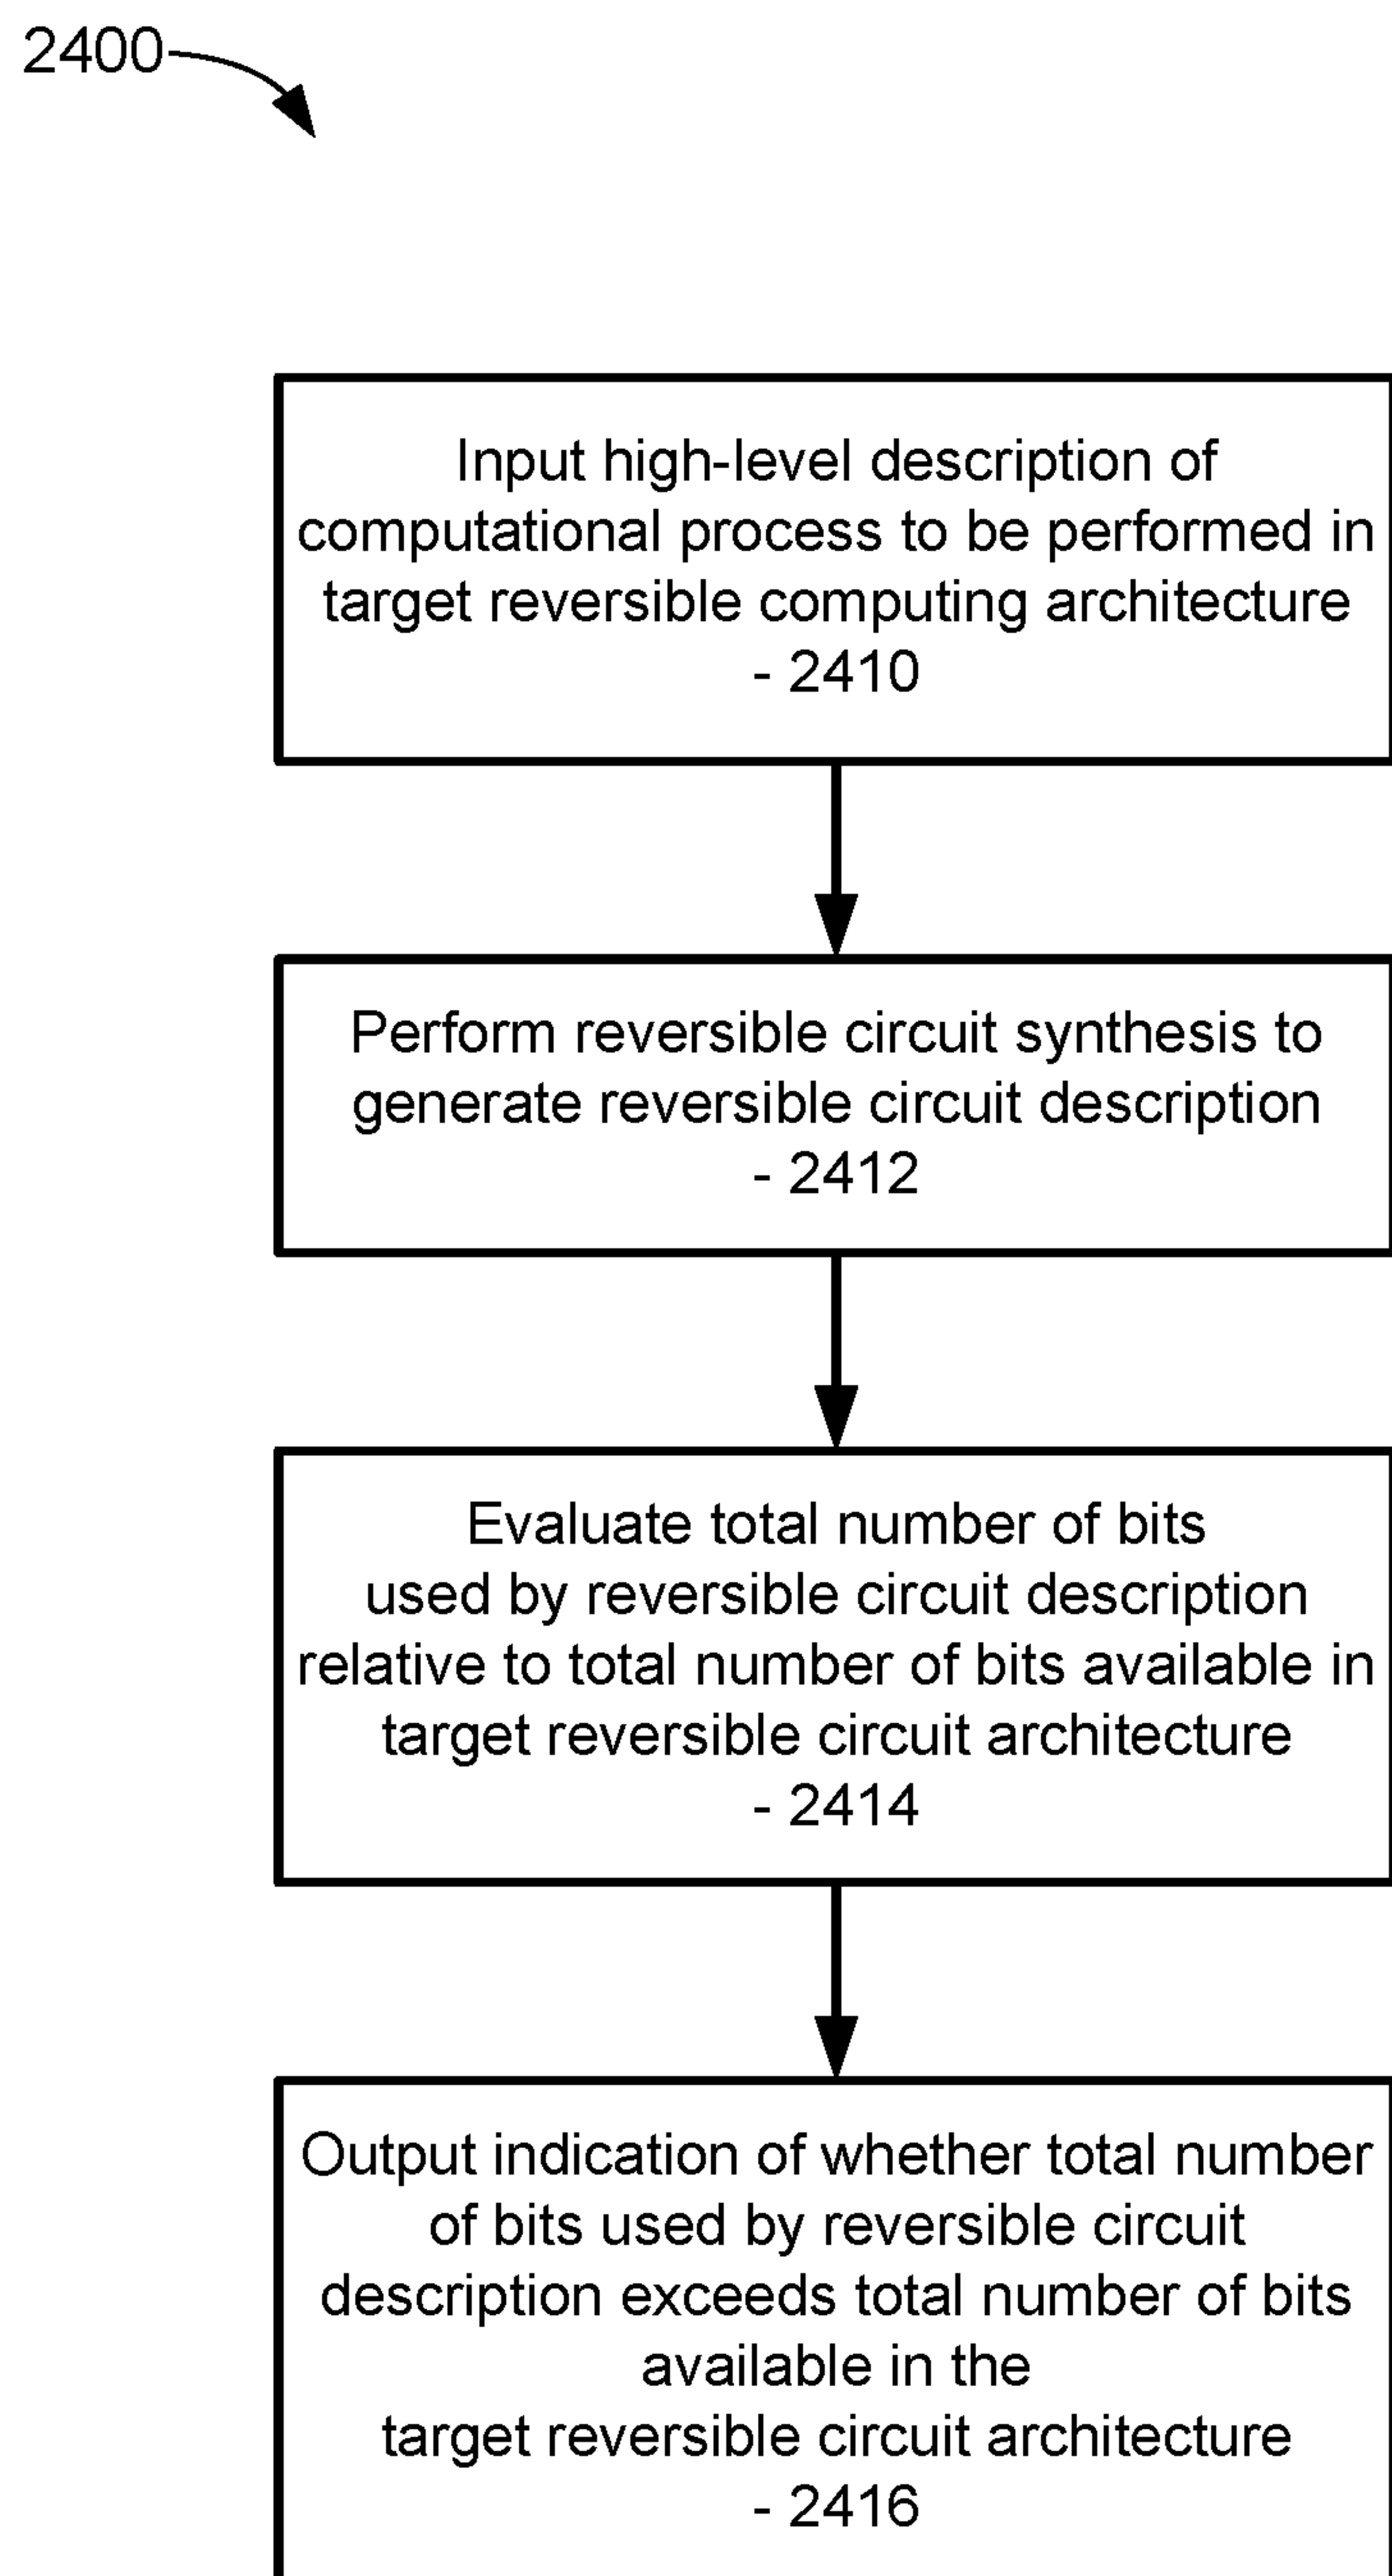 2400
Input high-level description of
computational process to be performed in
target reversible computing architecture
- 2410
Perform reversible circuit synthesis to
generate reversible circuit description
- 2412
Evaluate total number of bits
used by reversible circuit description
relative to total number of bits available in
target reversible circuit architecture
- 2414
Output indication of whether total number
of bits used by reversible circuit
description exceeds total number of bits
available in the
target reversible circuit architecture
- 2416